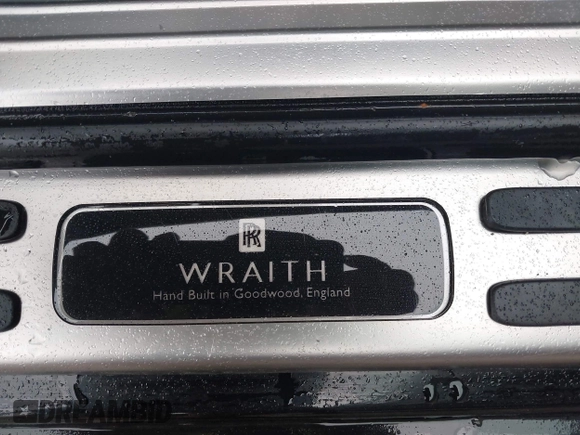 RR
WRAITH
Hand Built in Goodwood, England
DREAMBID